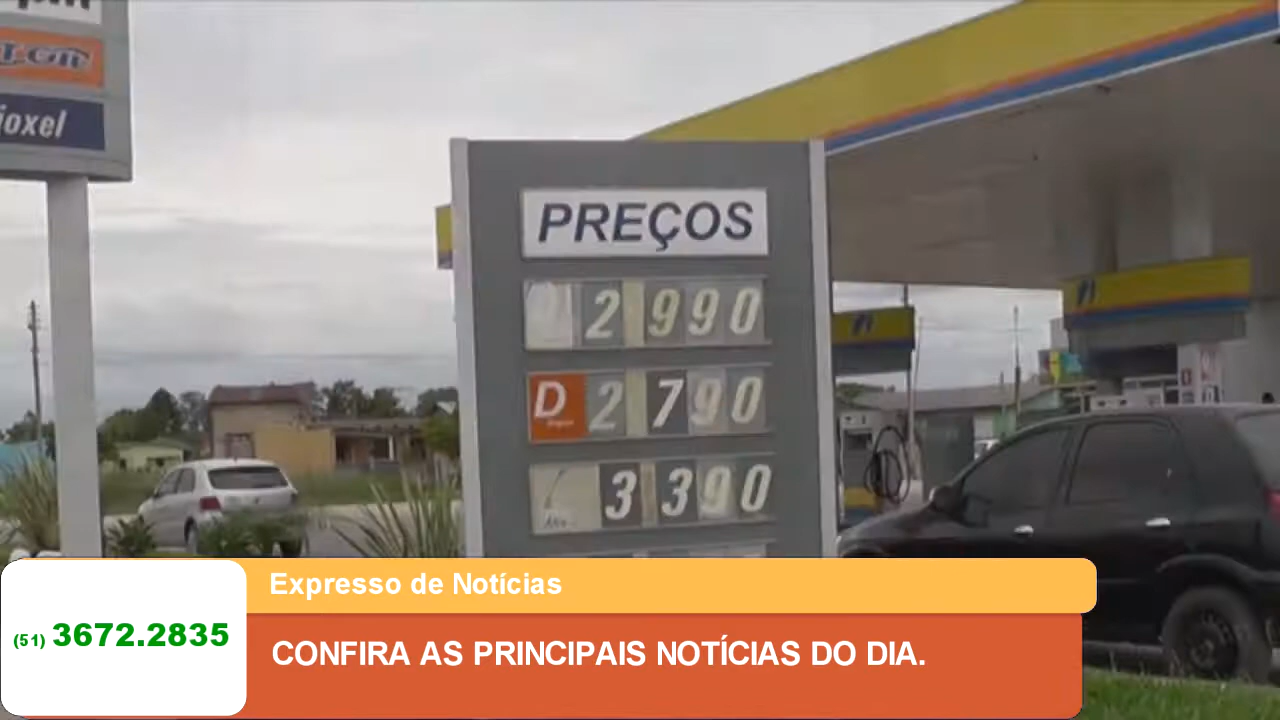 ioxel
PREÇOS
2 990
D 2 790
3 390
Expresso de Notícias
(51) 3672.2835
CONFIRA AS PRINCIPAIS NOTÍCIAS DO DIA.